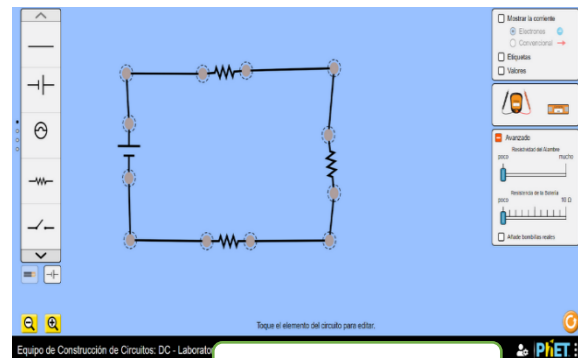 Mostrar la corriente
Electrones
Convencional
Etiquetas
Valores
Avanzado
Resistividad del Alambre
poco mucho
Resistencia de la Batería
poco 10 Ω
Añade bombillas reales
Toque el elemento del circuito para editar.
Equipo de Construcción de Circuitos: DC - Laborato
PhET